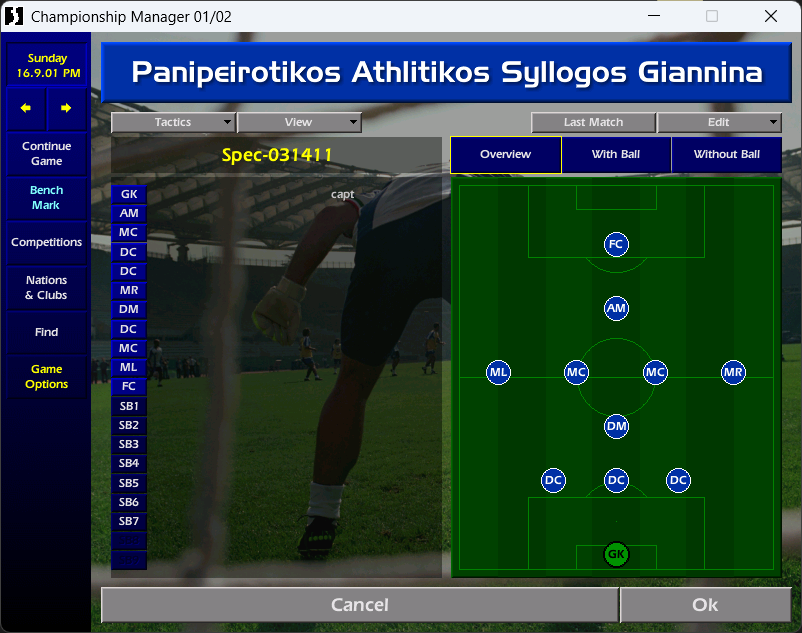 Championship Manager 01/02
Sunday
16.9.01 PM
Continue
Game
Bench
Mark
Competitions
Nations
& Clubs
Find
Game
Options
Panipeirotikos Athlitikos Syllogos Giannina
Tactics
View
Last Match
Edit
Spec-031411
Overview
With Ball
Without Ball
GK
capt
AM
MC
DC
DC
MR
DM
DC
MC
ML
FC
SB1
SB2
SB3
SB4
SB5
SB6
SB7
FC
AM
ML
MC
MC
MR
DM
DC
DC
DC
GK
Cancel
Ok